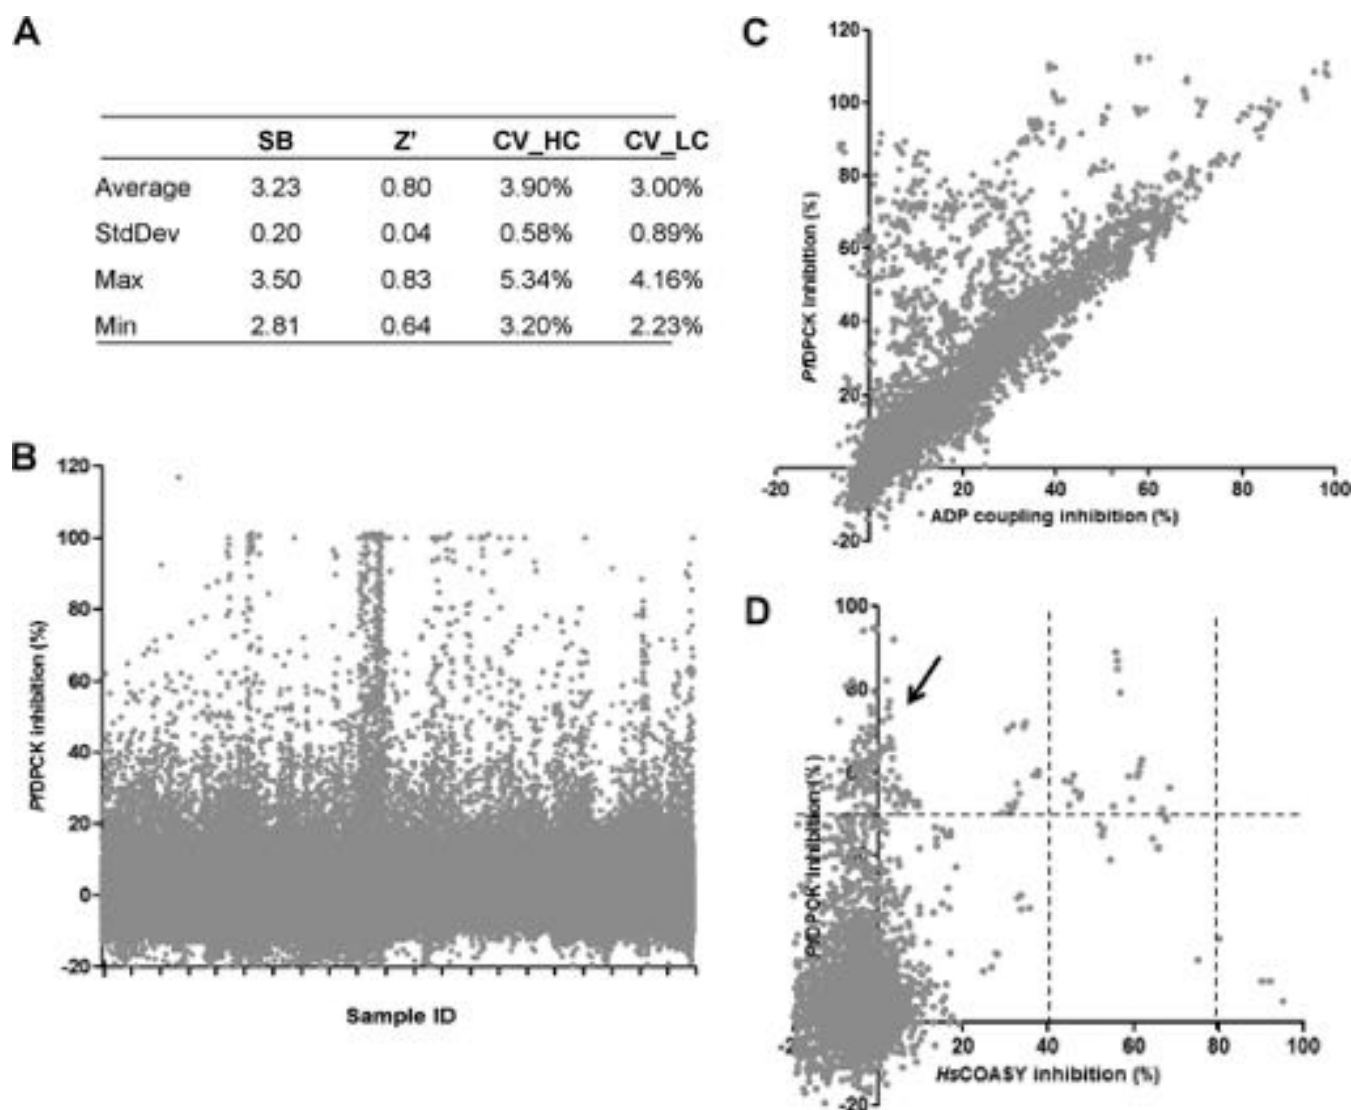 A
SB Z' CV_HC CV_LC
Average 3.23 0.80 3.90% 3.00%
StdDev 0.20 0.04 0.58% 0.89%
Max 3.50 0.83 5.34% 4.16%
Min 2.81 0.64 3.20% 2.23%
B
PfDPCK inhibition (%)
120
100
80
60
40
20
0
-20
Sample ID
C
PfDPCK inhibition (%)
120
100
80
60
40
20
-20
-20 20 40 60 80 100
ADP coupling inhibition (%)
D
PfDPCK inhibition (%)
100
80
-20
20 40 60 80 100
HsCOASY inhibition (%)